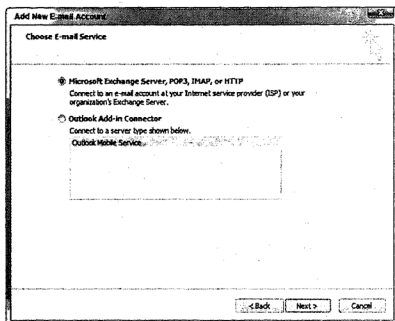 Add New E-mail Account
Choose E-mail Service
Microsoft Exchange Server, POP3, IMAP, or HTTP
Connect to an e-mail account at your Internet service provider (ISP) or your
organization's Exchange Server.
Outlook Add-in Connector
Connect to a server type shown below.
Outlook Mobile Service
< Back Next > Cancel